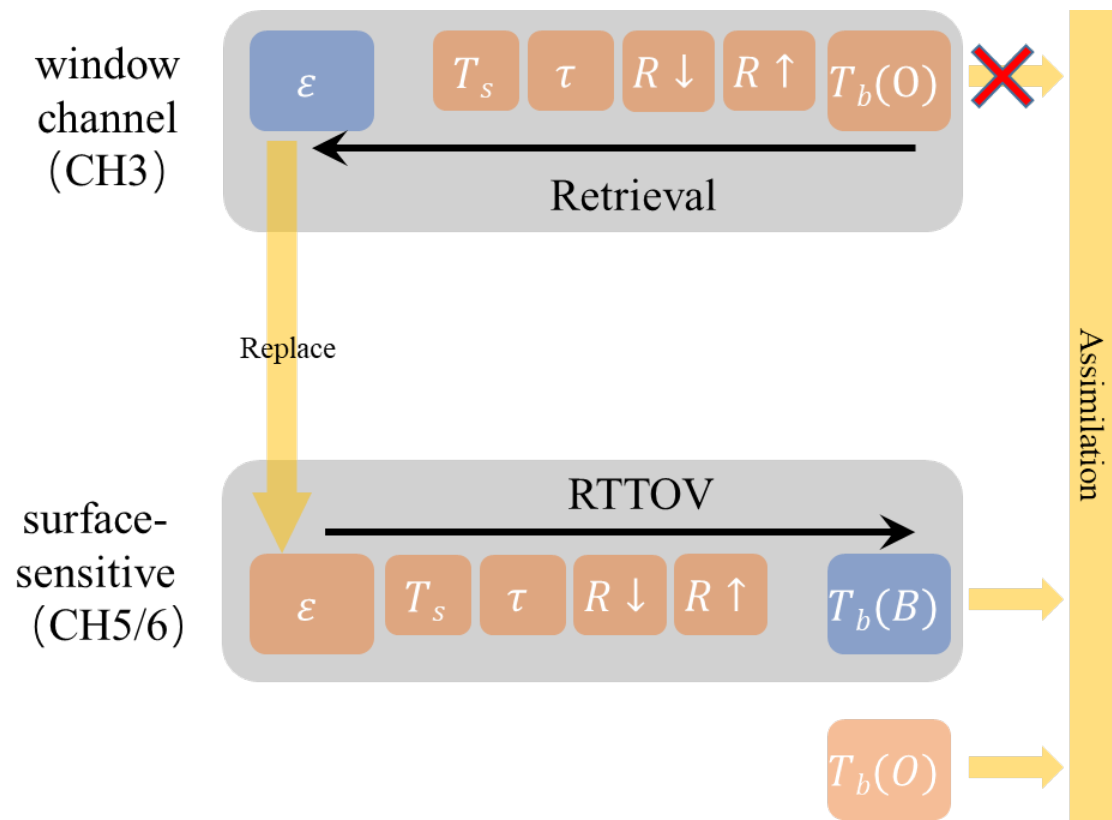 window
channel
（CH3）
ε
T_s
τ
R ↓
R ↑
T_b(O)
Retrieval
Replace
Assimilation
surface-
sensitive
（CH5/6）
RTTOV
ε
T_s
τ
R ↓
R ↑
T_b(B)
T_b(O)